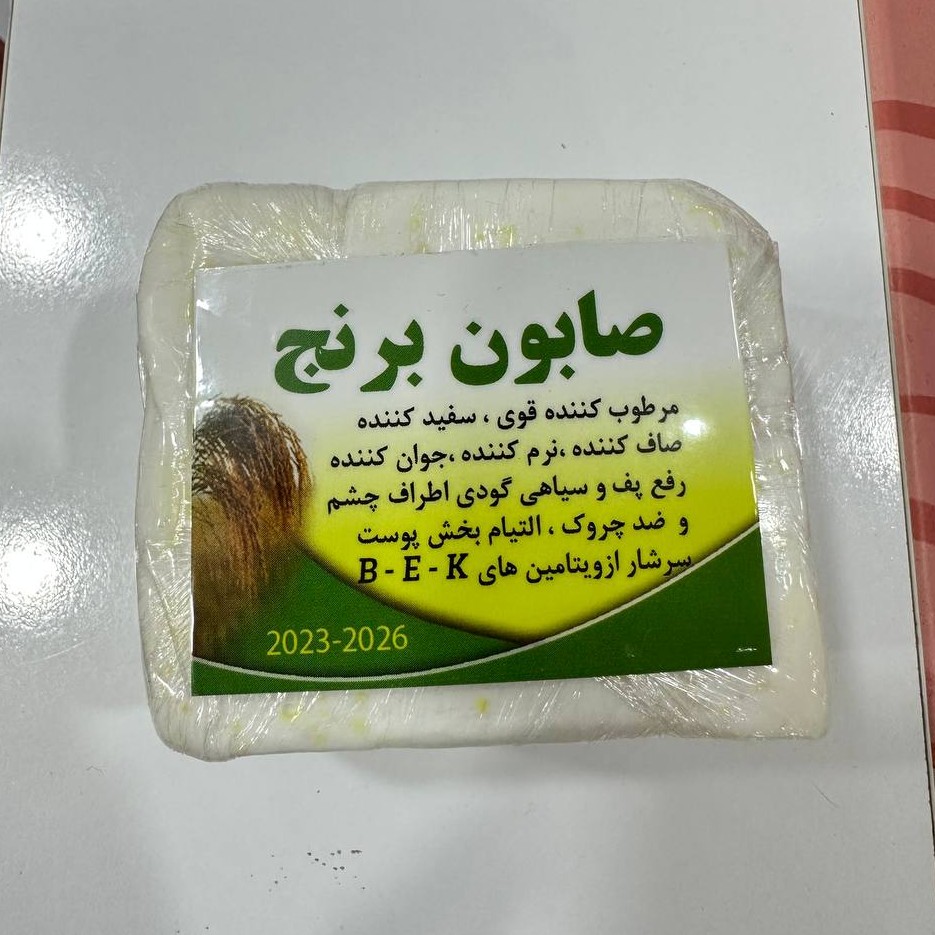 صابون برنج
مرطوب کننده قوی ، سفید کننده
صاف کننده ،نرم کننده ،جوان کننده
رفع پف و سیاهی گودی اطراف چشم
و ضد چروک ، التیام بخش پوست
سرشار ازویتامین های B - E - K
2023-2026